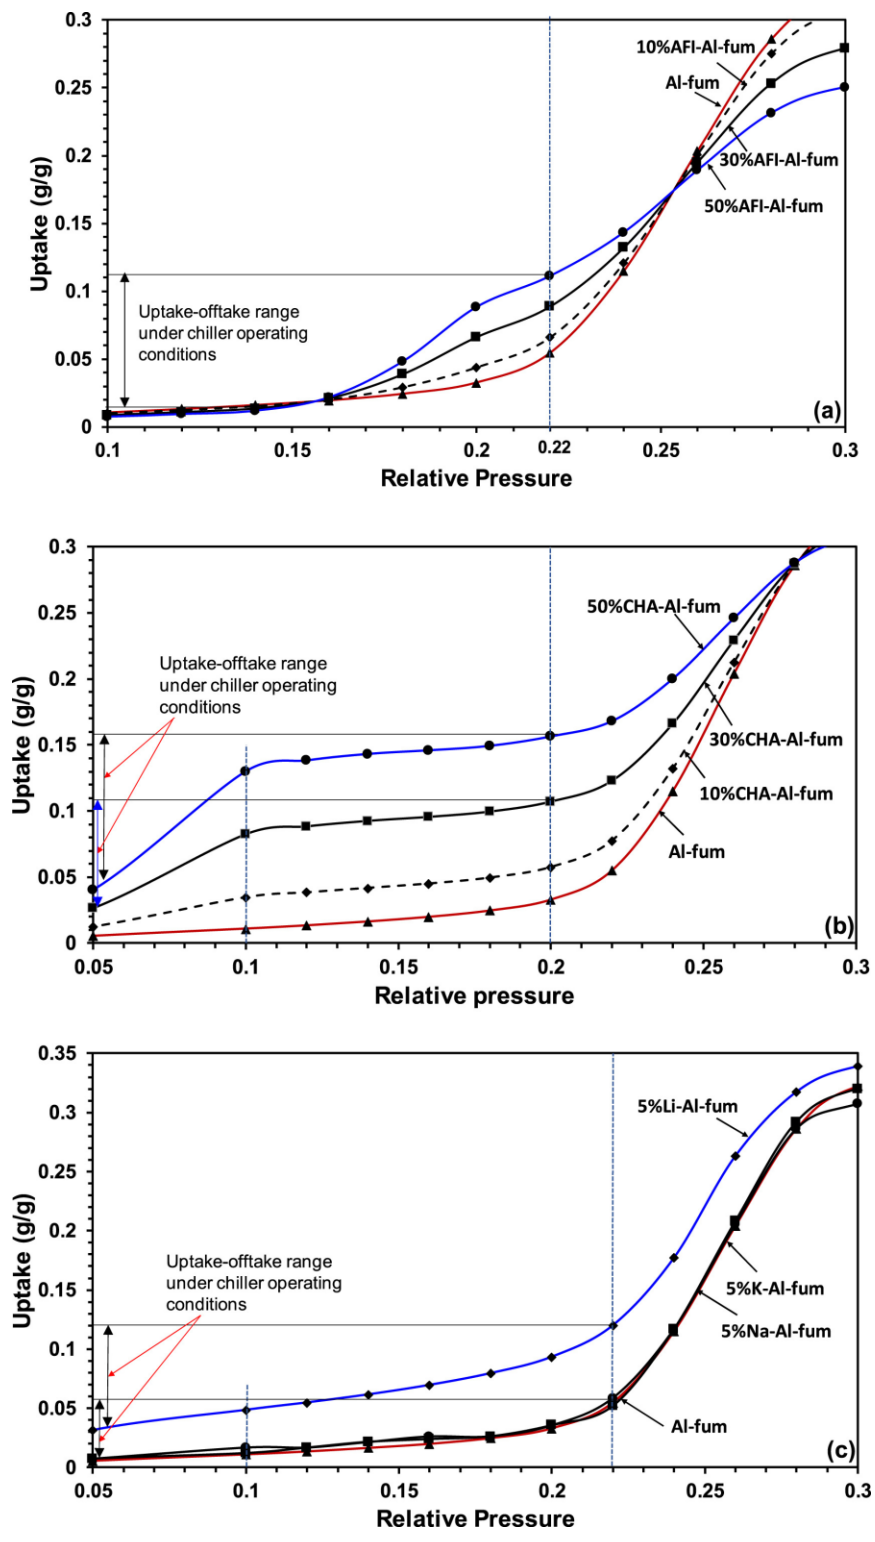 0.3
10%AFI-Al-fum
Al-fum
0.25
0.2
30%AFI-Al-fum
50%AFI-Al-fum
0.15
Uptake (g/g)
0.1
Uptake-offtake range
under chiller operating
conditions
0.05
0
(a)
0.1 0.15 0.2 0.22 0.25 0.3
Relative Pressure
0.3
50%CHA-Al-fum
0.25
Uptake-offtake range
under chiller operating
conditions
0.2
30%CHA-Al-fum
0.15
Uptake (g/g)
10%CHA-Al-fum
0.1
Al-fum
0.05
0
(b)
0.05 0.1 0.15 0.2 0.25 0.3
Relative pressure
0.35
5%Li-Al-fum
0.3
0.25
0.2
Uptake (g/g)
Uptake-offtake range
under chiller operating
conditions
5%K-Al-fum
0.15
5%Na-Al-fum
0.1
0.05
Al-fum
0
(c)
0.05 0.1 0.15 0.2 0.25 0.3
Relative Pressure